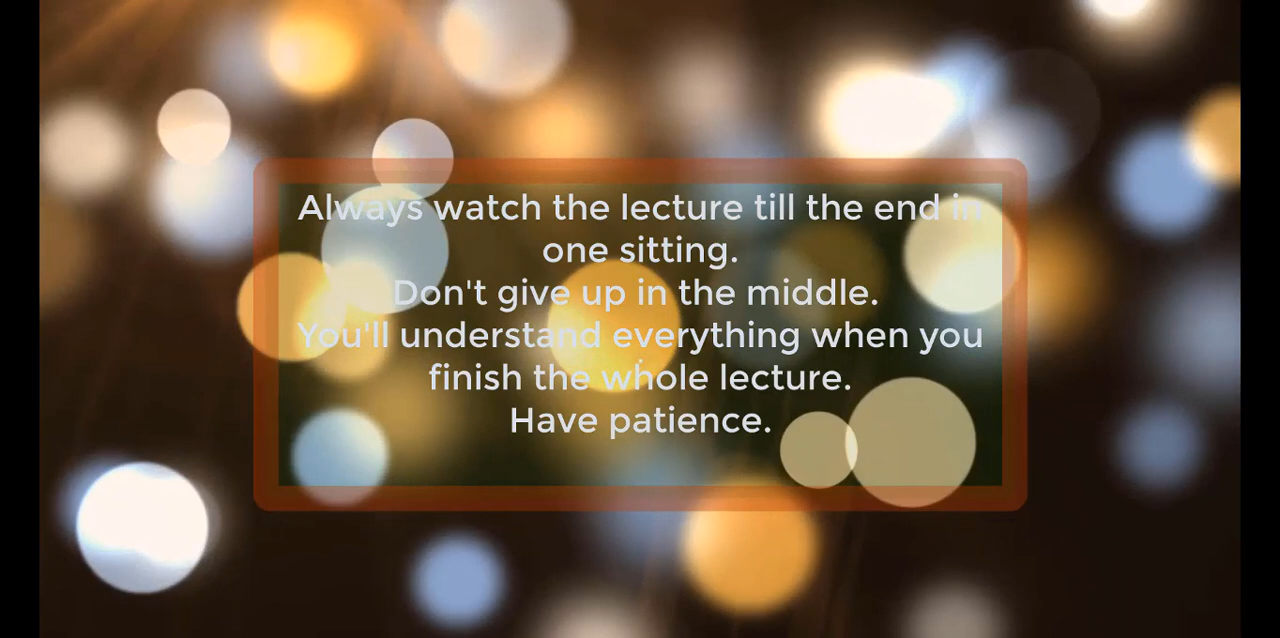 Always watch the lecture till the end in
one sitting.
Don't give up in the middle.
You'll understand everything when you
finish the whole lecture.
Have patience.